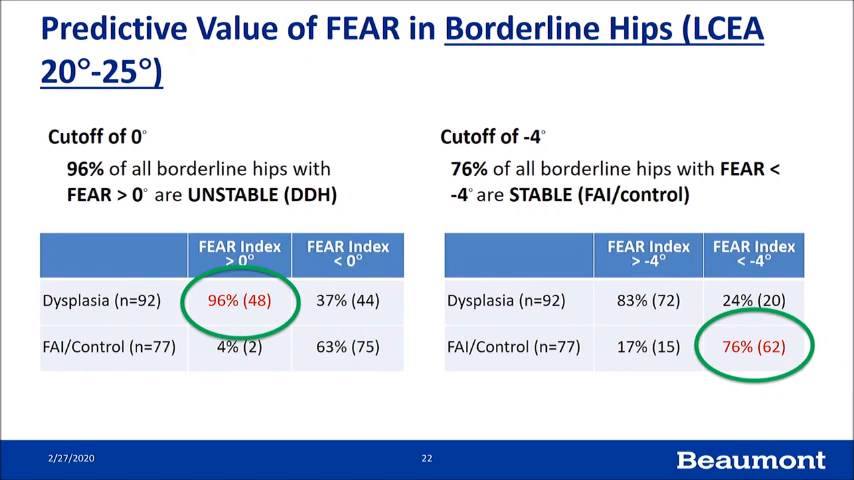 Predictive Value of FEAR in Borderline Hips (LCEA
20°-25°)
Cutoff of 0°
96% of all borderline hips with
FEAR > 0° are UNSTABLE (DDH)
FEAR Index > 0° FEAR Index < 0°
Dysplasia (n=92) 96% (48) 37% (44)
FAI/Control (n=77) 4% (2) 63% (75)
Cutoff of -4°
76% of all borderline hips with FEAR <
-4° are STABLE (FAI/control)
FEAR Index > -4° FEAR Index < -4°
Dysplasia (n=92) 83% (72) 24% (20)
FAI/Control (n=77) 17% (15) 76% (62)
2/27/2020
22
Beaumont